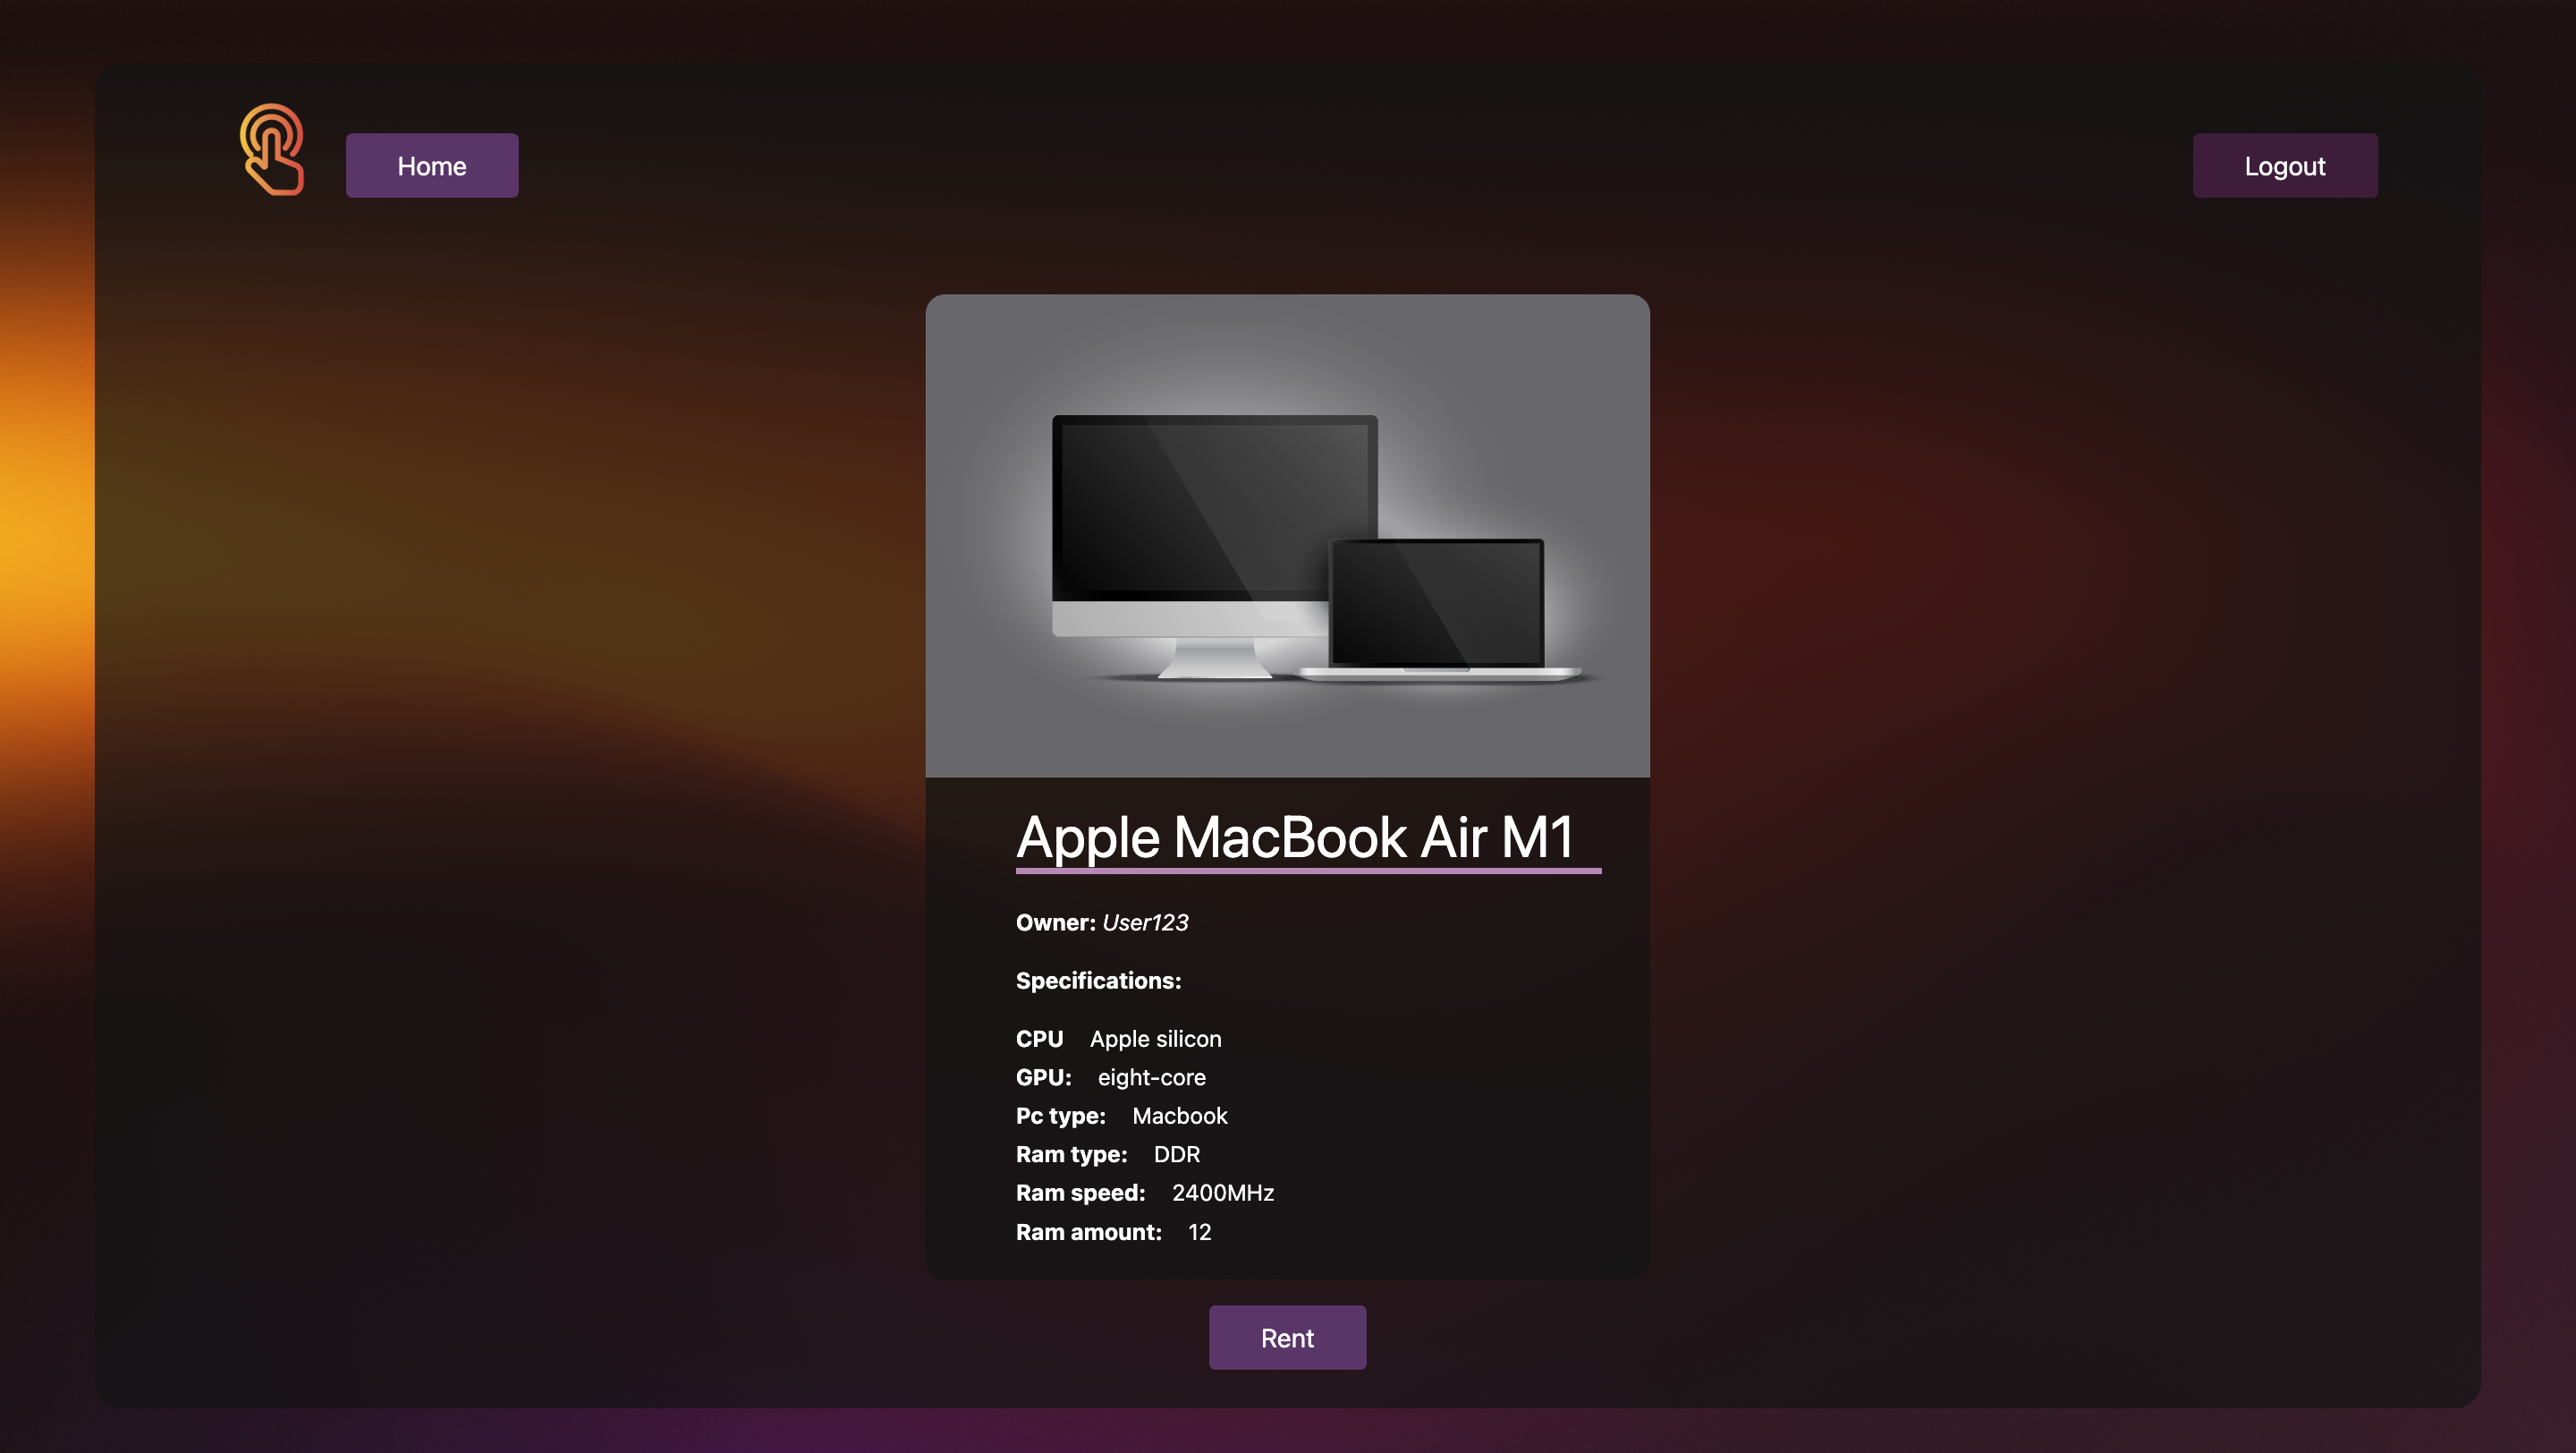 Home
Logout
Apple MacBook Air M1
Owner: User123
Specifications:
CPU Apple silicon
GPU: eight-core
Pc type: Macbook
Ram type: DDR
Ram speed: 2400MHz
Ram amount: 12
Rent